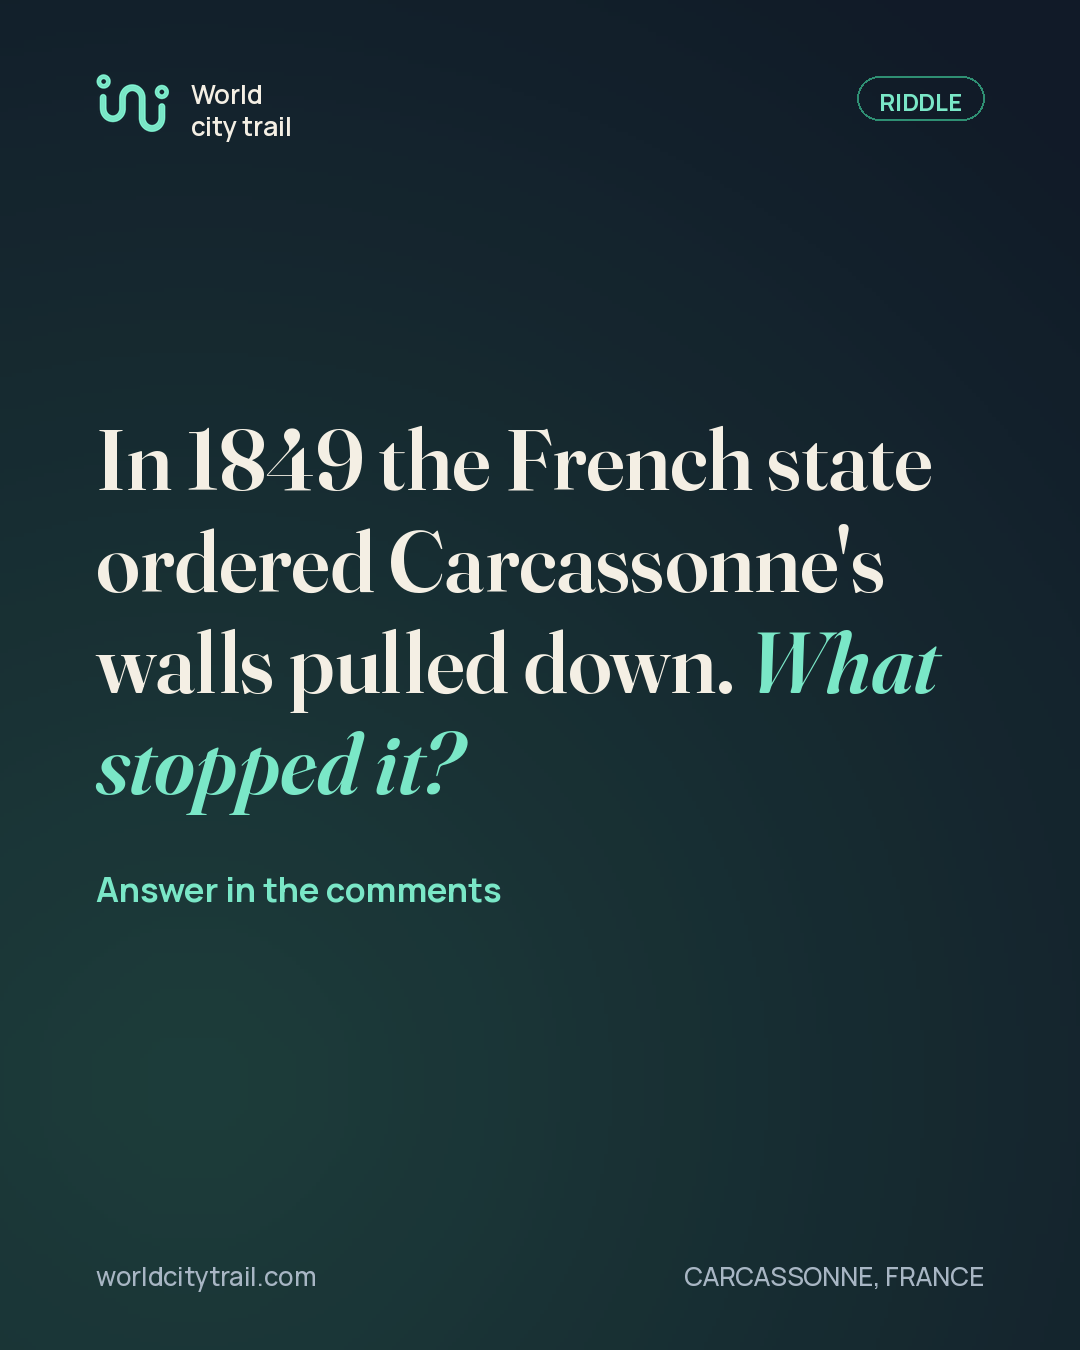 World
city trail
RIDDLE
In 1849 the French state
ordered Carcassonne's
walls pulled down. What
stopped it?
Answer in the comments
worldcitytrail.com
CARCASSONNE, FRANCE